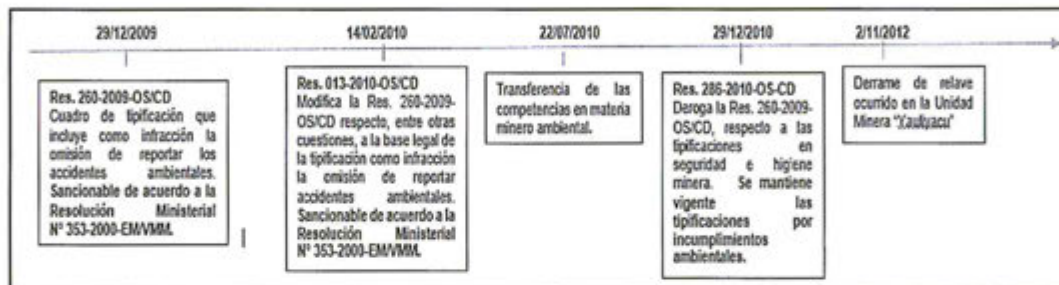 29/12/2009
14/02/2010
22/07/2010
29/12/2010
2/11/2012
Res. 260-2009-OS/CD
Cuadro de tipificación que
incluye como infracción la
omisión de reportar los
accidentes ambientales.
Sancionable de acuerdo a la
Resolución Ministerial
N° 353-2000-EM/VMM.
Res. 013-2010-OS/CD
Modifica la Res. 260-2009-
OS/CD respecto, entre otras
cuestiones, a la base legal de
la tipificación como infracción
la omisión de reportar
accidentes ambientales.
Sancionable de acuerdo a la
Resolución Ministerial
N° 353-2000-EM/VMM.
Transferencia de las
competencias en materia
minero ambiental.
Res. 286-2010-OS-CD
Deroga la Res. 260-2009-
OS/CD, respecto a las
tipificaciones en
seguridad e higiene
minera. Se mantiene
vigente las
tipificaciones por
incumplimientos
ambientales.
Derrame de relave
ocurrido en la Unidad
Minera "Yauliyacu"